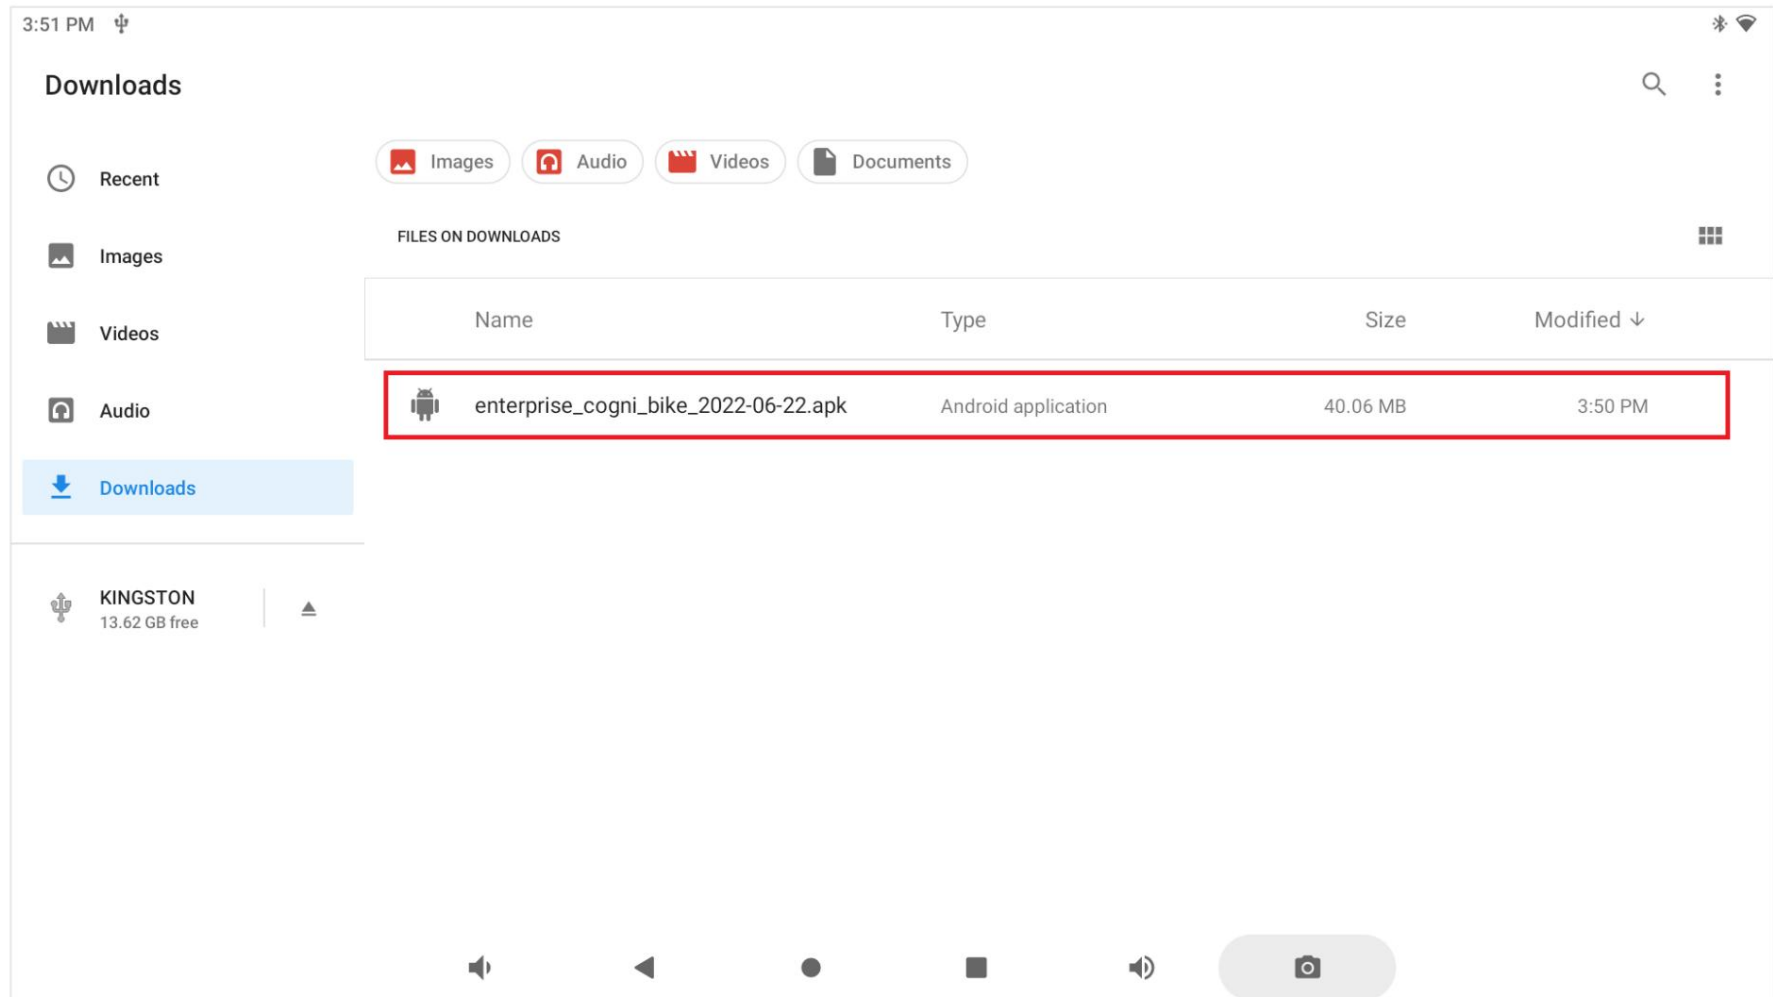 3:51 PM
Downloads
Recent
Images
Videos
Audio
Downloads
KINGSTON
13.62 GB free
Images Audio Videos Documents
FILES ON DOWNLOADS
Name Type Size Modified
enterprise_cogni_bike_2022-06-22.apk Android application 40.06 MB 3:50 PM